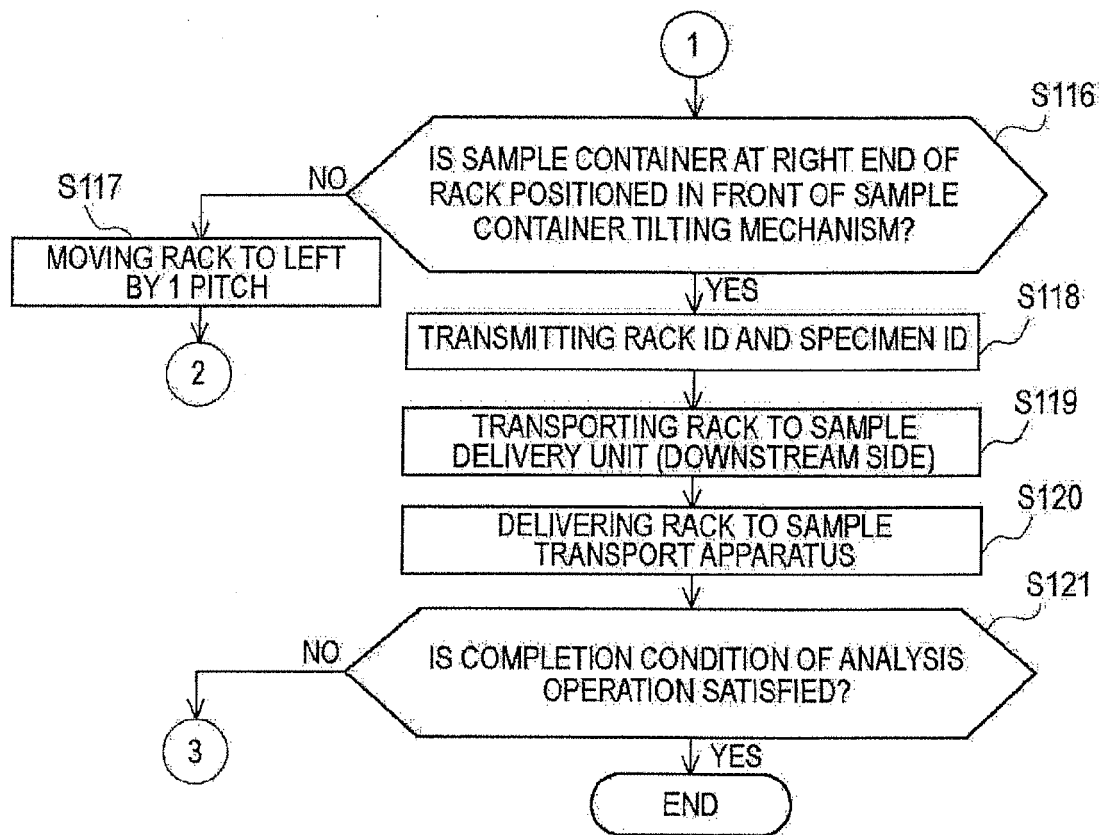 1
S116
IS SAMPLE CONTAINER AT RIGHT END OF
RACK POSITIONED IN FRONT OF SAMPLE
CONTAINER TILTING MECHANISM?
NO
S117
MOVING RACK TO LEFT
BY 1 PITCH
2
YES
S118
TRANSMITTING RACK ID AND SPECIMEN ID
S119
TRANSPORTING RACK TO SAMPLE
DELIVERY UNIT (DOWNSTREAM SIDE)
S120
DELIVERING RACK TO SAMPLE
TRANSPORT APPARATUS
S121
IS COMPLETION CONDITION OF ANALYSIS
OPERATION SATISFIED?
NO
3
YES
END